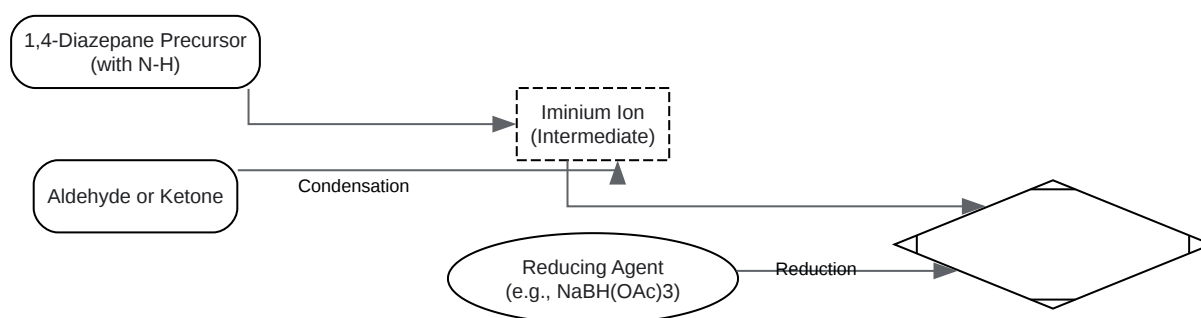 1,4-Diazepane Precursor
(with N-H)
Iminium Ion
(Intermediate)
Aldehyde or Ketone
Condensation
Reducing Agent
(e.g., NaBH(OAc)3)
Reduction